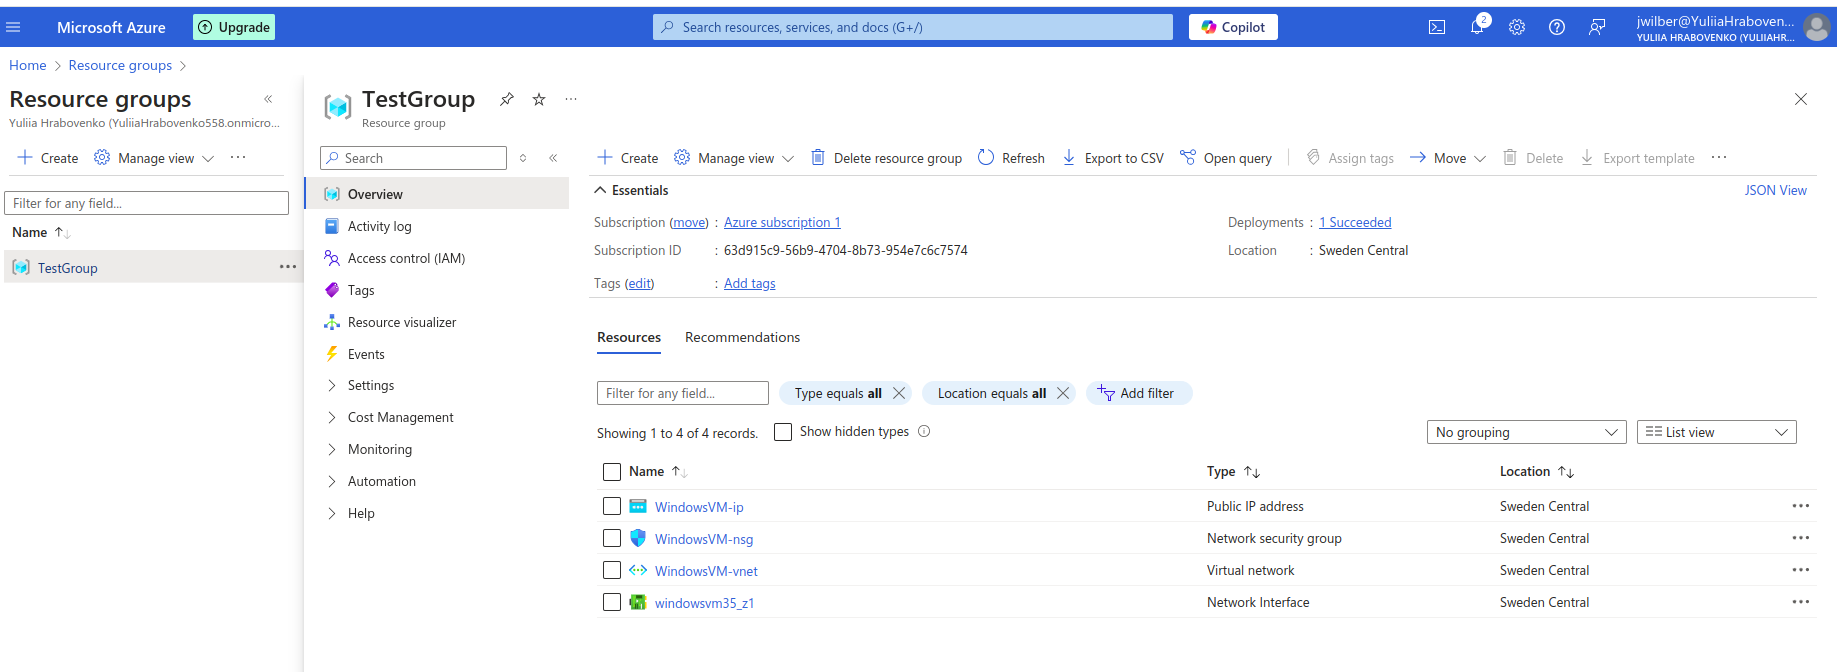 Microsoft Azure
Upgrade
Search resources, services, and docs (G+/)
Copilot
2
jwilber@YuliiaHraboven...
YULIIA HRABOVENKO (YULIIAHR...
Home > Resource groups >
Resource groups
Yuliia Hrabovenko (YuliiaHrabovenko558.onmicro...
Create Manage view ...
Filter for any field...
Name
TestGroup
TestGroup
Resource group
Search
Overview
Activity log
Access control (IAM)
Tags
Resource visualizer
Events
Settings
Cost Management
Monitoring
Automation
Help
Create Manage view Delete resource group Refresh Export to CSV Open query Assign tags Move Delete Export template ...
Essentials
JSON View
Subscription (move) : Azure subscription 1
Subscription ID : 63d915c9-56b9-4704-8b73-954e7c6c7574
Tags (edit) : Add tags
Deployments : 1 Succeeded
Location : Sweden Central
Resources Recommendations
Filter for any field... Type equals all Location equals all Add filter
Showing 1 to 4 of 4 records. Show hidden types
No grouping List view
Name Type Location
WindowsVM-ip Public IP address Sweden Central
WindowsVM-nsg Network security group Sweden Central
WindowsVM-vnet Virtual network Sweden Central
windowsvm35_z1 Network Interface Sweden Central